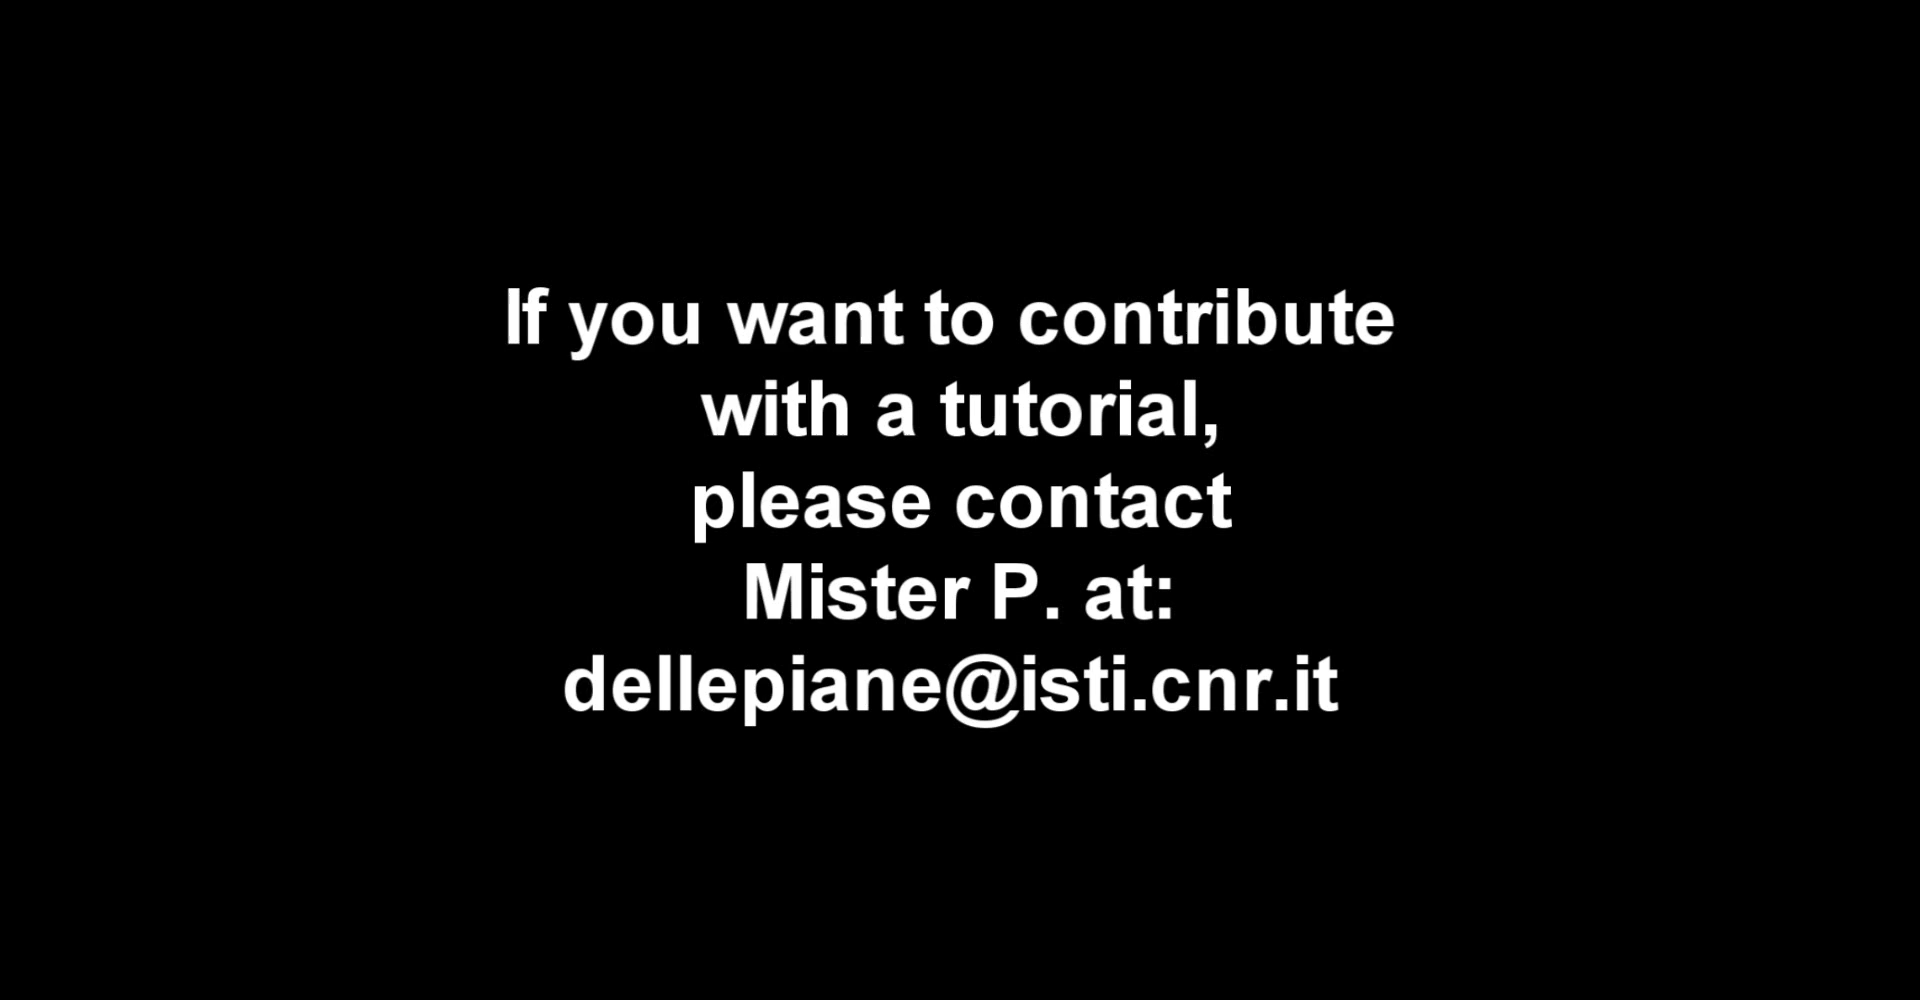 If you want to contribute
with a tutorial,
please contact
Mister P. at:
dellepiane@isti.cnr.it